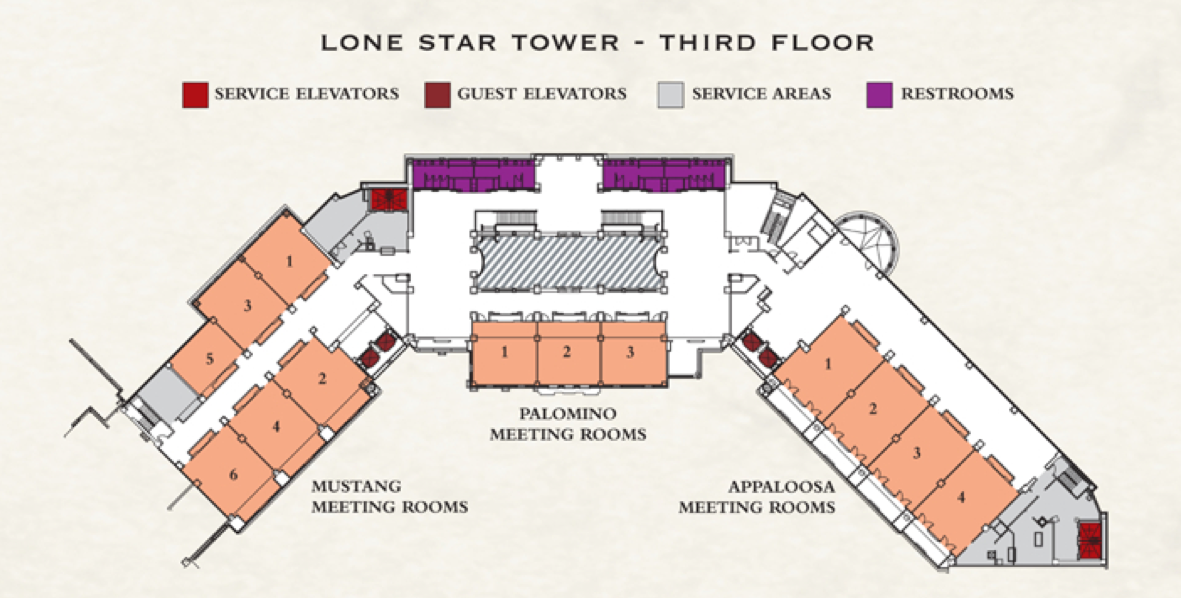 LONE STAR TOWER - THIRD FLOOR
SERVICE ELEVATORS
GUEST ELEVATORS
SERVICE AREAS
RESTROOMS
1
3
5
2
4
6
MUSTANG
MEETING ROOMS
1
2
3
PALOMINO
MEETING ROOMS
1
2
3
4
APPALOOSA
MEETING ROOMS